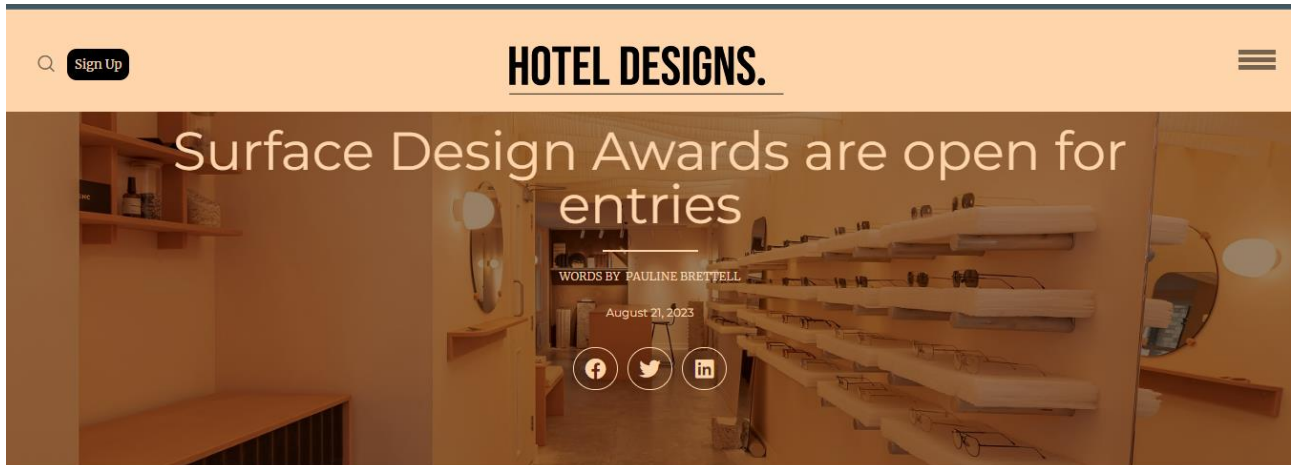 Sign Up
HOTEL DESIGNS.
Surface Design Awards are open for
entries
WORDS BY PAULINE BRETTELL
August 21, 2023